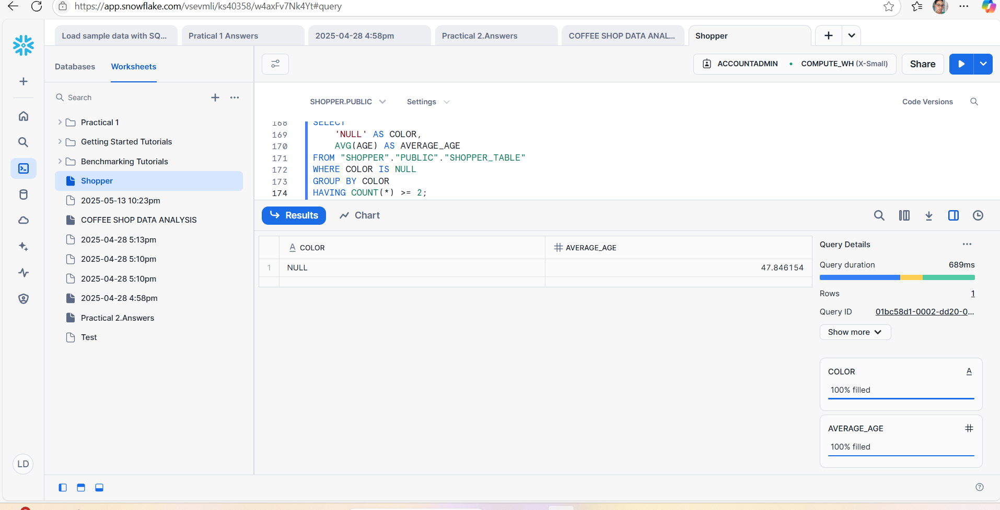 https://app.snowflake.com/vsevmli/ks40358/w4axFv7Nk4Yt#query
Load sample data with SQ...
Pratical 1 Answers
2025-04-28 4:58pm
Practical 2.Answers
COFFEE SHOP DATA ANAL...
Shopper
Databases
Worksheets
ACCOUNTADMIN
COMPUTE_WH (X-Small)
Share
Search
SHOPPER.PUBLIC
Settings
Code Versions
Practical 1
Getting Started Tutorials
Benchmarking Tutorials
Shopper
2025-05-13 10:23pm
COFFEE SHOP DATA ANALYSIS
2025-04-28 5:13pm
2025-04-28 5:10pm
2025-04-28 5:10pm
2025-04-28 4:58pm
Practical 2.Answers
Test
LD
168 SELECT
169 'NULL' AS COLOR,
170 AVG(AGE) AS AVERAGE_AGE
171 FROM "SHOPPER"."PUBLIC"."SHOPPER_TABLE"
172 WHERE COLOR IS NULL
173 GROUP BY COLOR
174 HAVING COUNT(*) >= 2;
Results
Chart
COLOR AVERAGE_AGE
1 NULL 47.846154
Query Details
Query duration 689ms
Rows 1
Query ID 01bc58d1-0002-dd20-0...
Show more
COLOR
100% filled
AVERAGE_AGE
100% filled